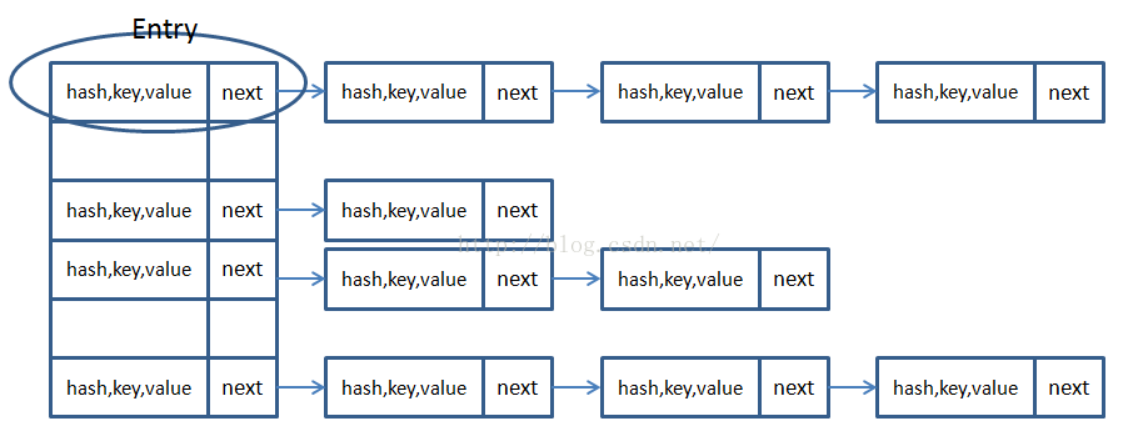 Entry
hash,key,value next hash,key,value next hash,key,value next hash,key,value next
hash,key,value next hash,key,value next
http://blog.csdn.net/
hash,key,value next hash,key,value next hash,key,value next
hash,key,value next hash,key,value next hash,key,value next hash,key,value next